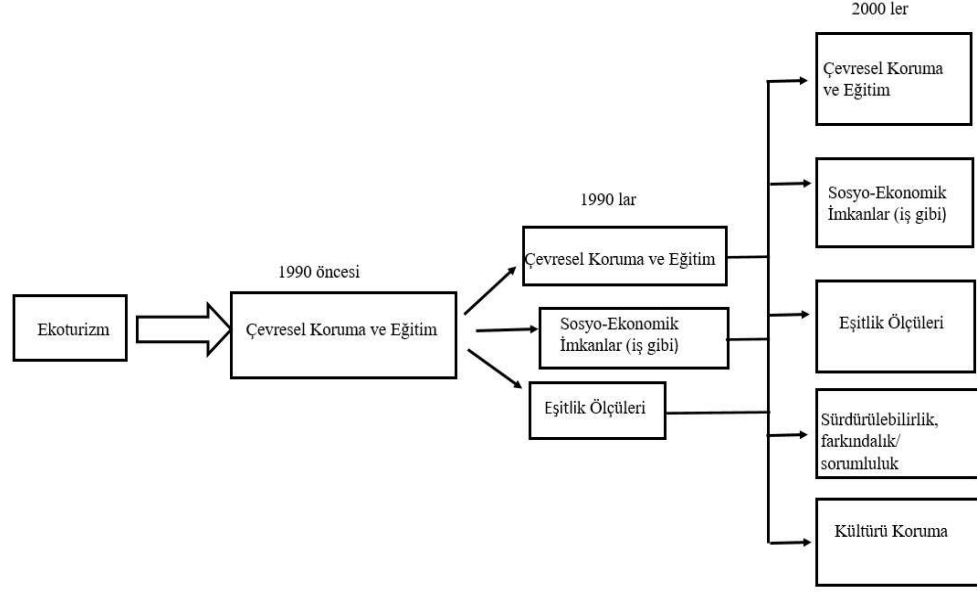 Ekoturizm
1990 öncesi
Çevresel Koruma ve Eğitim
1990 lar
Çevresel Koruma ve Eğitim
Sosyo-Ekonomik
İmkanlar (iş gibi)
Eşitlik Ölçüleri
2000 ler
Çevresel Koruma
ve Eğitim
Sosyo-Ekonomik
İmkanlar (iş gibi)
Eşitlik Ölçüleri
Sürdürülebilirlik,
farkındalık/
sorumluluk
Kültürü Koruma